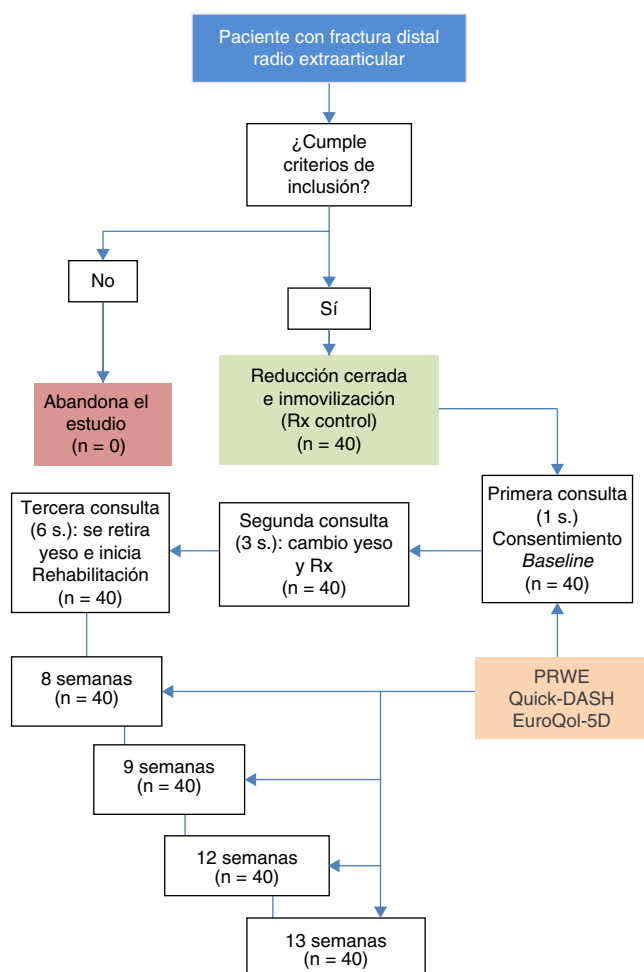 Paciente con fractura distal
radio extraarticular
¿Cumple
criterios de
inclusión?
No
Sí
Abandona el
estudio
(n = 0)
Reducción cerrada
e inmovilización
(Rx control)
(n = 40)
Primera consulta
(1 s.)
Consentimiento
Baseline
(n = 40)
Segunda consulta
(3 s.): cambio yeso
y Rx
(n = 40)
Tercera consulta
(6 s.): se retira
yeso e inicia
Rehabilitación
(n = 40)
PRWE
Quick-DASH
EuroQol-5D
8 semanas
(n = 40)
9 semanas
(n = 40)
12 semanas
(n = 40)
13 semanas
(n = 40)